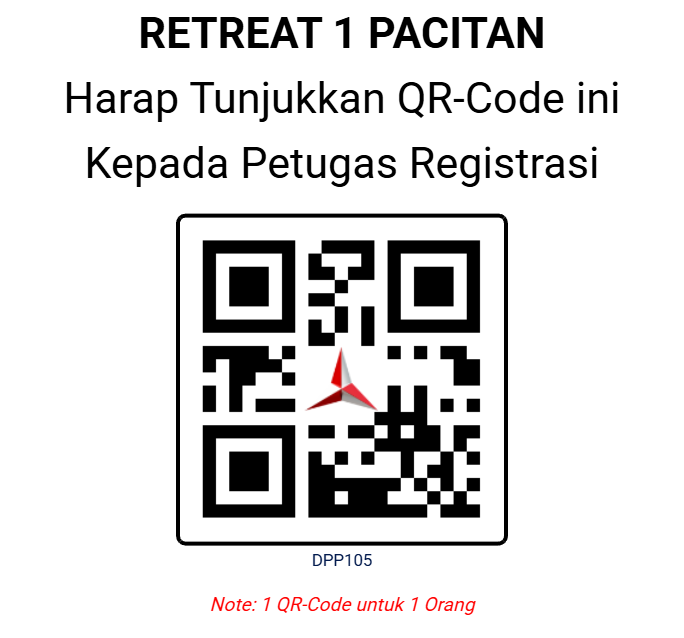 RETREAT 1 PACITAN
Harap Tunjukkan QR-Code ini
Kepada Petugas Registrasi
DPP105
Note: 1 QR-Code untuk 1 Orang